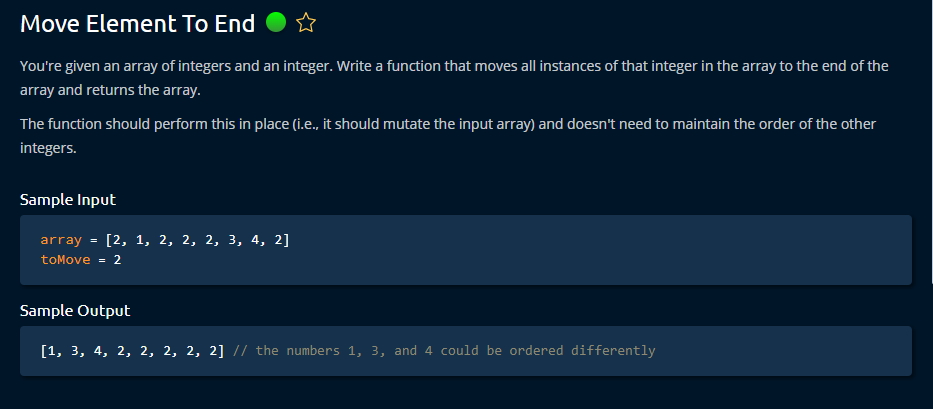 Move Element To End
You're given an array of integers and an integer. Write a function that moves all instances of that integer in the array to the end of the
array and returns the array.
The function should perform this in place (i.e., it should mutate the input array) and doesn't need to maintain the order of the other
integers.
Sample Input
array = [2, 1, 2, 2, 2, 3, 4, 2]
toMove = 2
Sample Output
[1, 3, 4, 2, 2, 2, 2, 2] // the numbers 1, 3, and 4 could be ordered differently